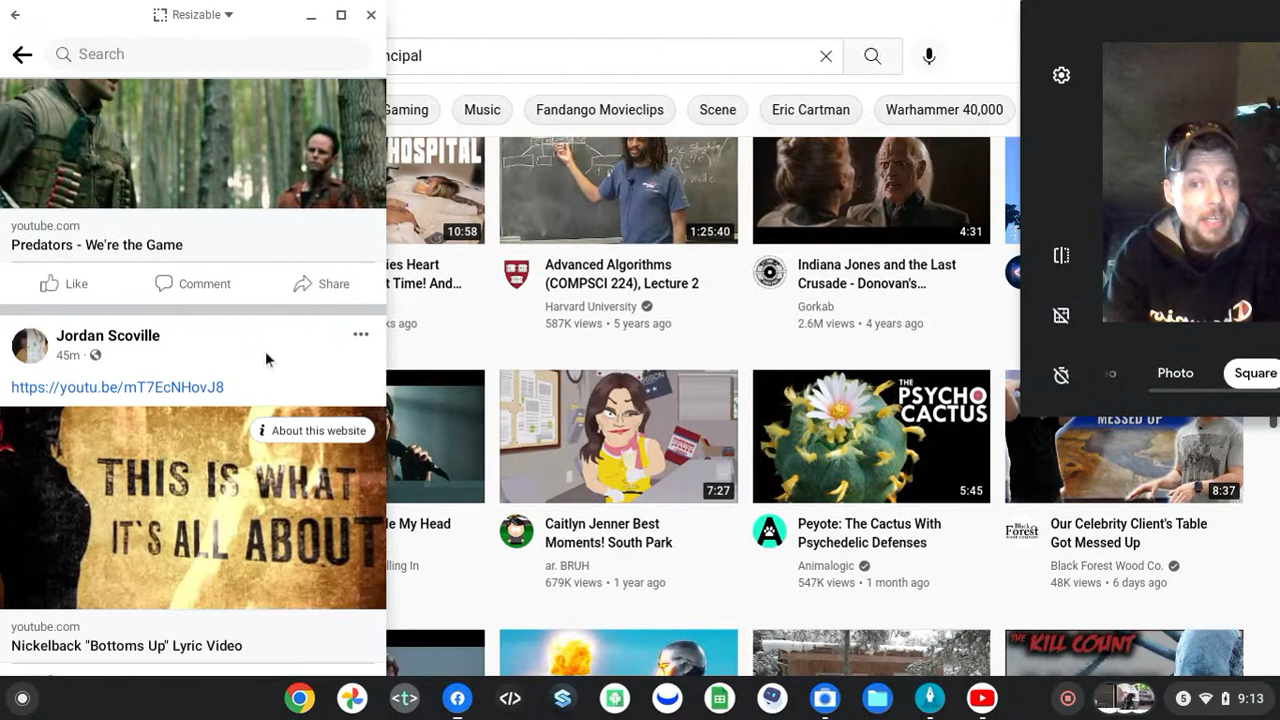 Resizable
Search
youtube.com
Predators - We're the Game
Like
Comment
Share
Jordan Scoville
45m
https://youtu.be/mT7EcNHovJ8
About this website
THIS IS WHAT
IT'S ALL ABOUT
youtube.com
Nickelback "Bottoms Up" Lyric Video
ncipal
Gaming
Music
Fandango Movieclips
Scene
Eric Cartman
Warhammer 40,000
HOSPITAL
10:58
1:25:40
4:31
ies Heart
t Time! And...
ks ago
Advanced Algorithms
(COMPSCI 224), Lecture 2
Harvard University
587K views • 5 years ago
Indiana Jones and the Last
Crusade - Donovan's...
Gorkab
2.6M views • 4 years ago
7:27
THE
PSYCHO
CACTUS
5:45
MESSED UP
8:37
e My Head
lling In
Caitlyn Jenner Best
Moments! South Park
ar. BRUH
679K views • 1 year ago
Peyote: The Cactus With
Psychedelic Defenses
Animalogic
547K views • 1 month ago
Black
Forest
Our Celebrity Client's Table
Got Messed Up
Black Forest Wood Co.
48K views • 6 days ago
THE KILL COUNT
Photo
Square
5
9:13